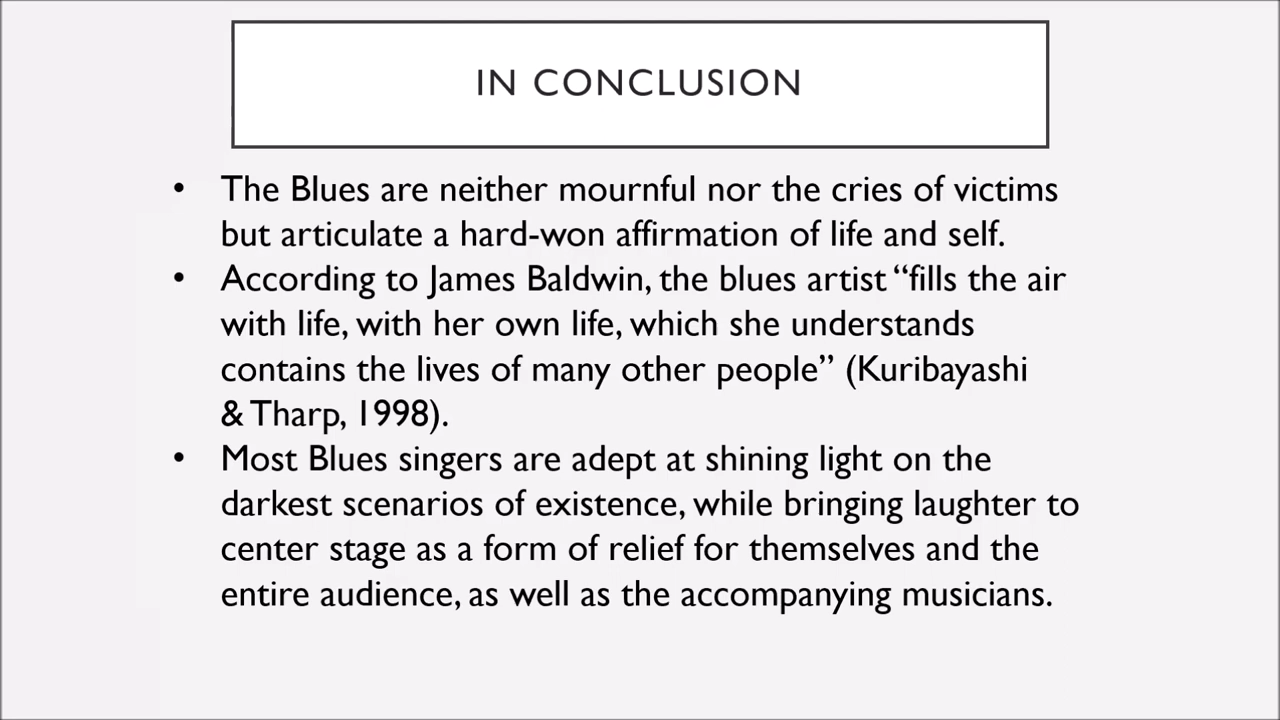 IN CONCLUSION
• The Blues are neither mournful nor the cries of victims
but articulate a hard-won affirmation of life and self.
• According to James Baldwin, the blues artist “fills the air
with life, with her own life, which she understands
contains the lives of many other people” (Kuribayashi
& Tharp, 1998).
• Most Blues singers are adept at shining light on the
darkest scenarios of existence, while bringing laughter to
center stage as a form of relief for themselves and the
entire audience, as well as the accompanying musicians.